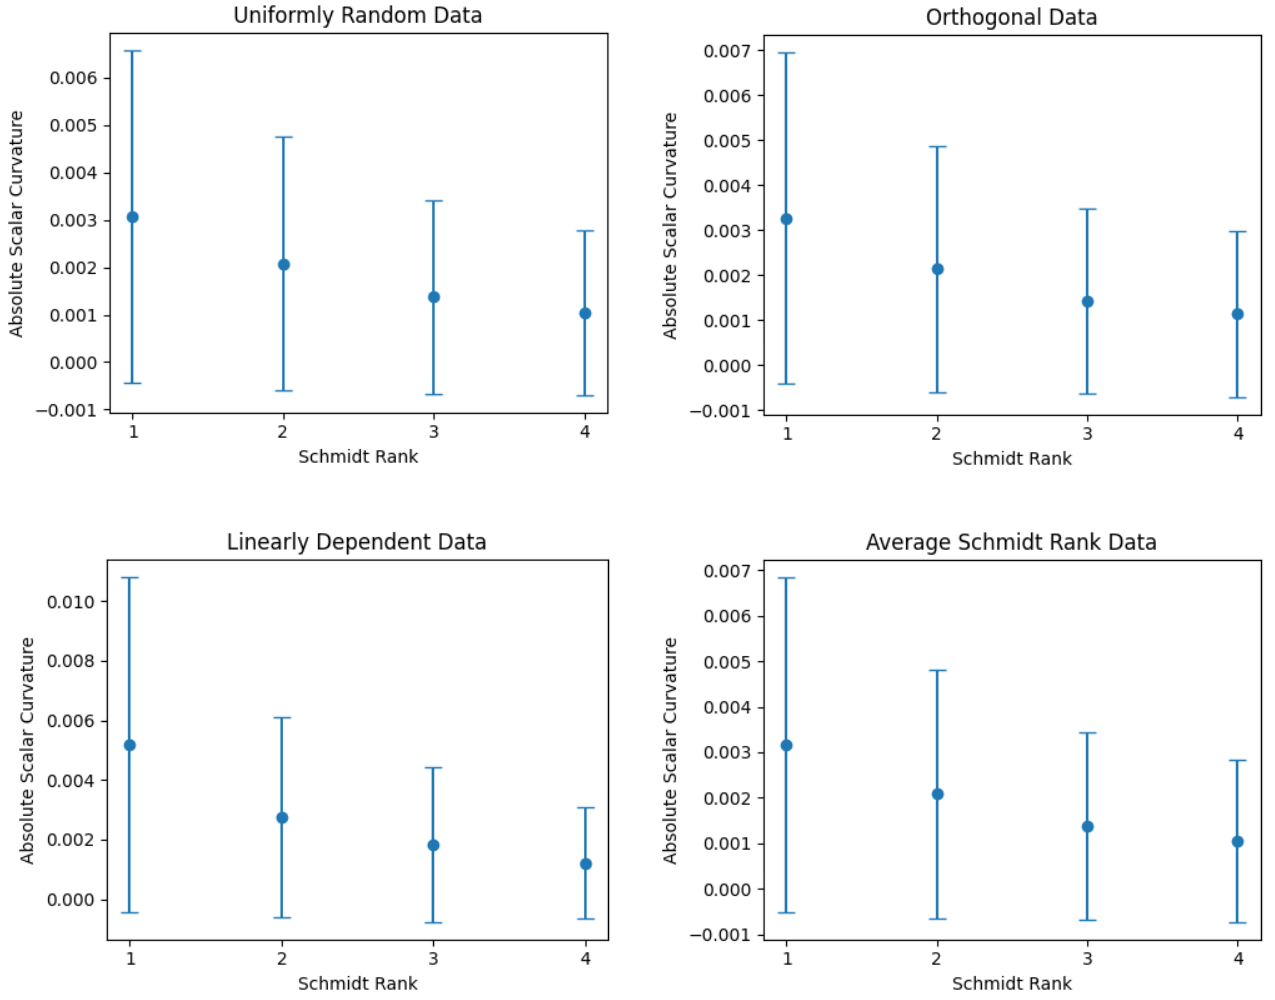 Uniformly Random Data
Absolute Scalar Curvature
0.006
0.005
0.004
0.003
0.002
0.001
0.000
−0.001
1 2 3 4
Schmidt Rank
Orthogonal Data
Absolute Scalar Curvature
0.007
0.006
0.005
0.004
0.003
0.002
0.001
0.000
−0.001
1 2 3 4
Schmidt Rank
Linearly Dependent Data
Absolute Scalar Curvature
0.010
0.008
0.006
0.004
0.002
0.000
1 2 3 4
Schmidt Rank
Average Schmidt Rank Data
Absolute Scalar Curvature
0.007
0.006
0.005
0.004
0.003
0.002
0.001
0.000
−0.001
1 2 3 4
Schmidt Rank